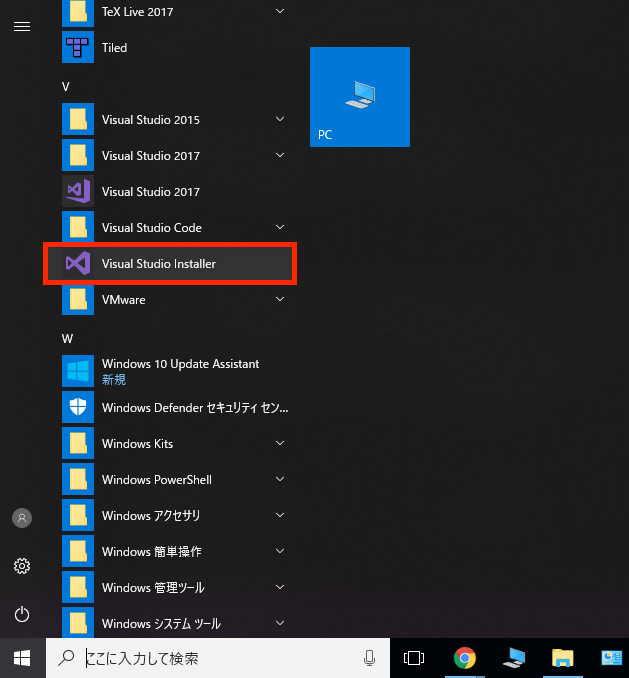 TeX Live 2017
Tiled
V
Visual Studio 2015
Visual Studio 2017
Visual Studio 2017
Visual Studio Code
Visual Studio Installer
VMware
W
Windows 10 Update Assistant
新規
Windows Defender セキュリティ セン...
Windows Kits
Windows PowerShell
Windows アクセサリ
Windows 簡単操作
Windows 管理ツール
Windows システム ツール
PC
ここに入力して検索